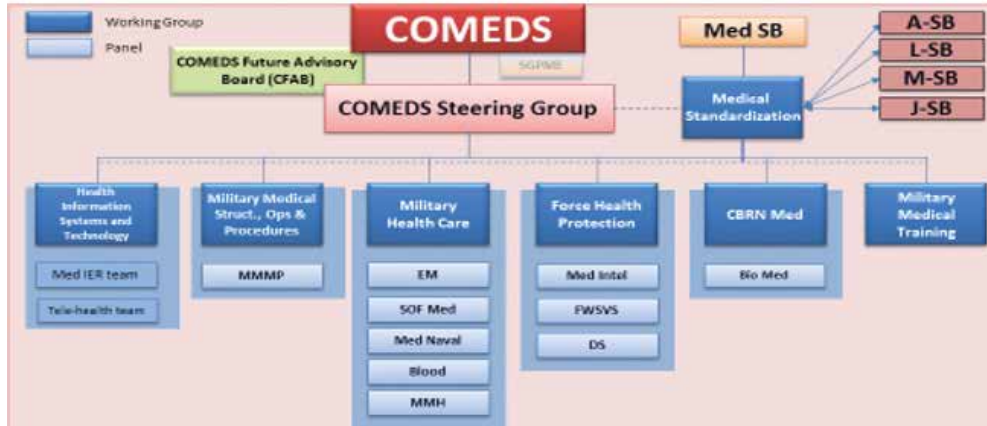 Working Group
Panel
COMEDS
COMEDS Future Advisory
Board (CFAB)
SGPME
COMEDS Steering Group
Med SB
Medical
Standardization
A-SB
L-SB
M-SB
J-SB
Health
Information
Systems and
Technology
Med IER team
Tele-health team
Military Medical
Struct., Ops &
Procedures
MMMP
Military
Health Care
EM
SOF Med
Med Naval
Blood
MMH
Force Health
Protection
Med Intel
FWSVS
DS
CBRN Med
Bio Med
Military
Medical
Training